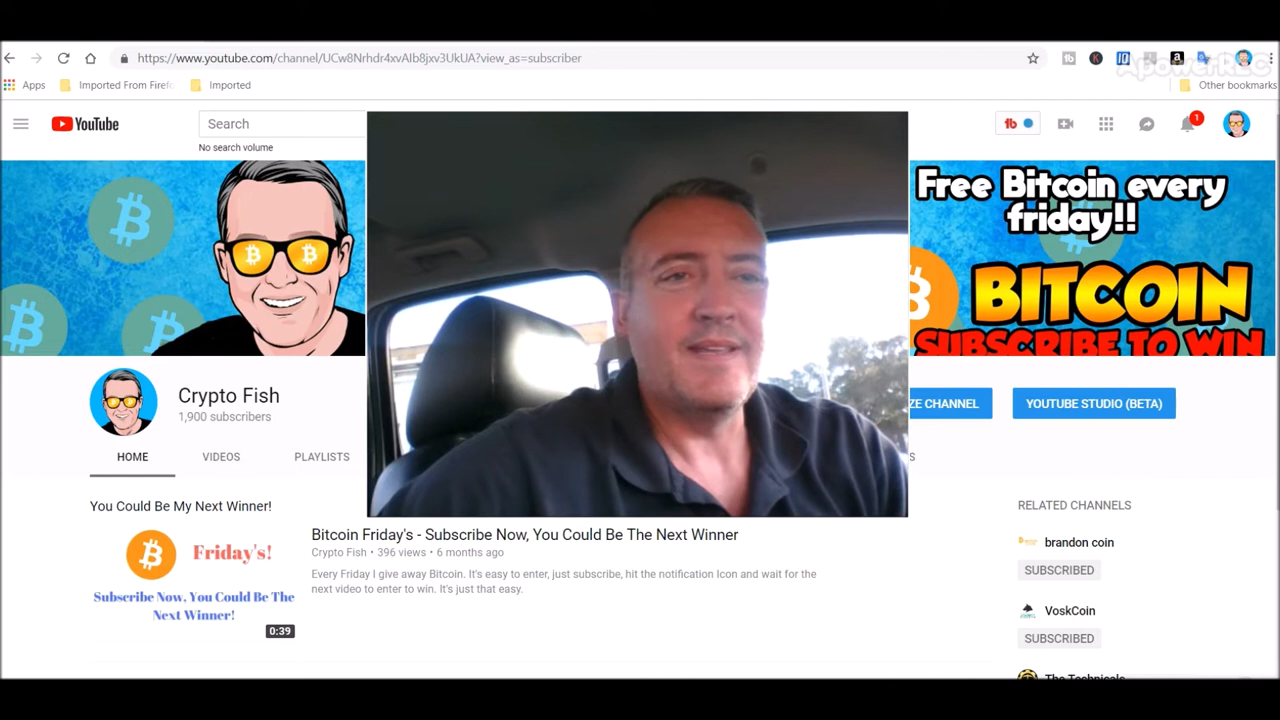 https://www.youtube.com/channel/UCw8Nrhdr4xvAIb8jxv3UkUA?view_as=subscriber
ApowerREC
Apps
Imported From Firefo
Imported
Other bookmarks
YouTube
Search
No search volume
1
Free Bitcoin every
friday!!
BITCOIN
SUBSCRIBE TO WIN
Crypto Fish
1,900 subscribers
ZE CHANNEL
YOUTUBE STUDIO (BETA)
HOME
VIDEOS
PLAYLISTS
S
You Could Be My Next Winner!
Friday's!
Subscribe Now, You Could Be The
Next Winner!
0:39
Bitcoin Friday's - Subscribe Now, You Could Be The Next Winner
Crypto Fish • 396 views • 6 months ago
Every Friday I give away Bitcoin. It's easy to enter, just subscribe, hit the notification Icon and wait for the
next video to enter to win. It's just that easy.
RELATED CHANNELS
brandon coin
SUBSCRIBED
VoskCoin
SUBSCRIBED
The Technicals